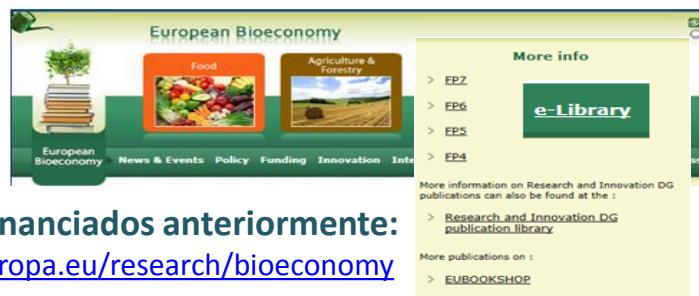 European Bioeconomy
Food
Agriculture &
Forestry
European
Bioeconomy
News & Events Policy Funding Innovation
More info
> FP7
> FP6
> FP5
> FP4
e-Library
More information on Research and Innovation DG
publications can also be found at the :
> Research and Innovation DG
publication library
More publications on :
> EUBOOKSHOP
nanciados anteriormente:
ropa.eu/research/bioeconomy